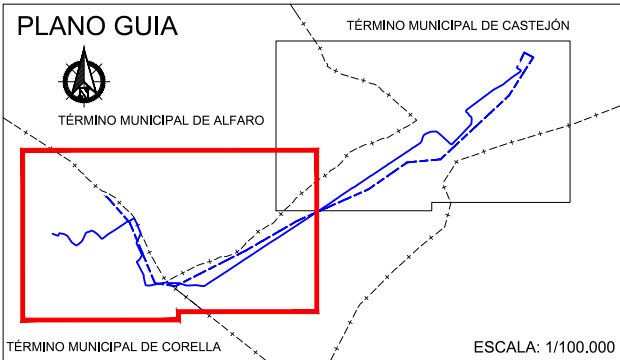 PLANO GUIA
TÉRMINO MUNICIPAL DE CASTEJÓN
N
TÉRMINO MUNICIPAL DE ALFARO
TÉRMINO MUNICIPAL DE CORELLA
ESCALA: 1/100.000